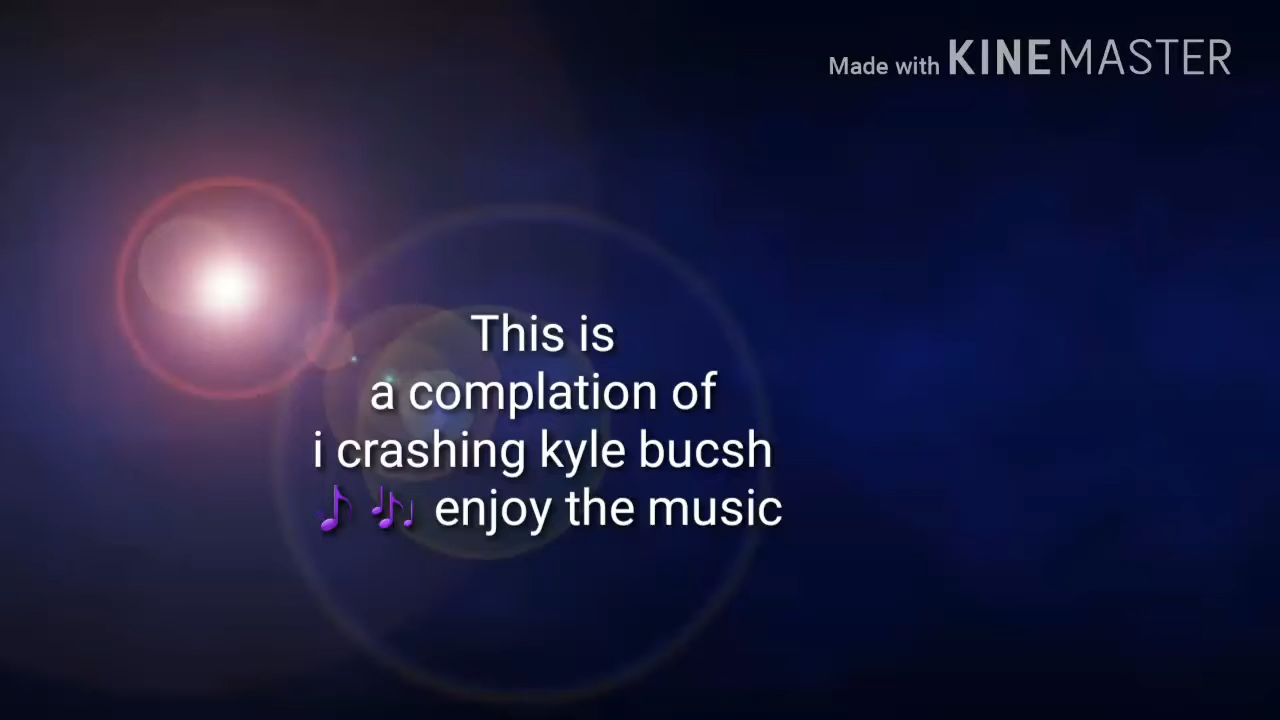 Made with KINEMASTER
This is
a complation of
i crashing kyle bucsh
🎵 🎶 enjoy the music